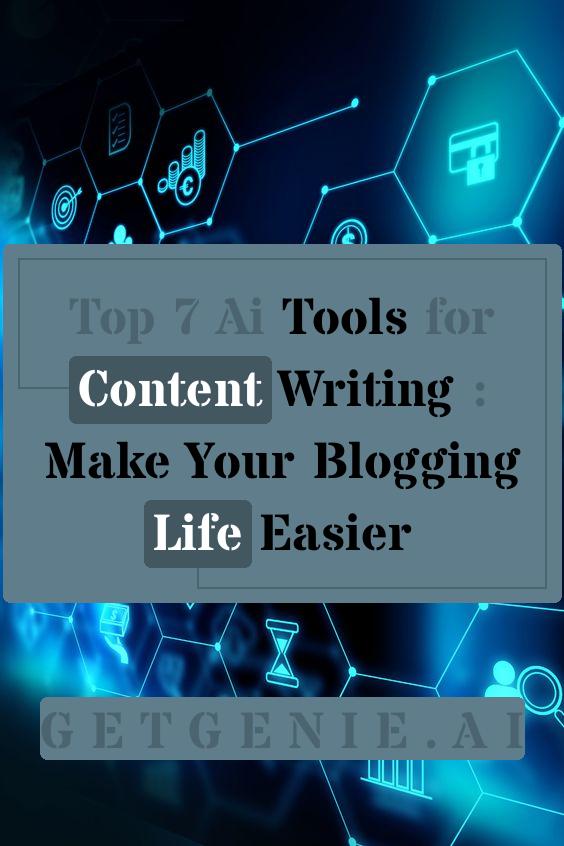 Top 7 Ai Tools for
Content Writing :
Make Your Blogging
Life Easier
GETGENIE.AI